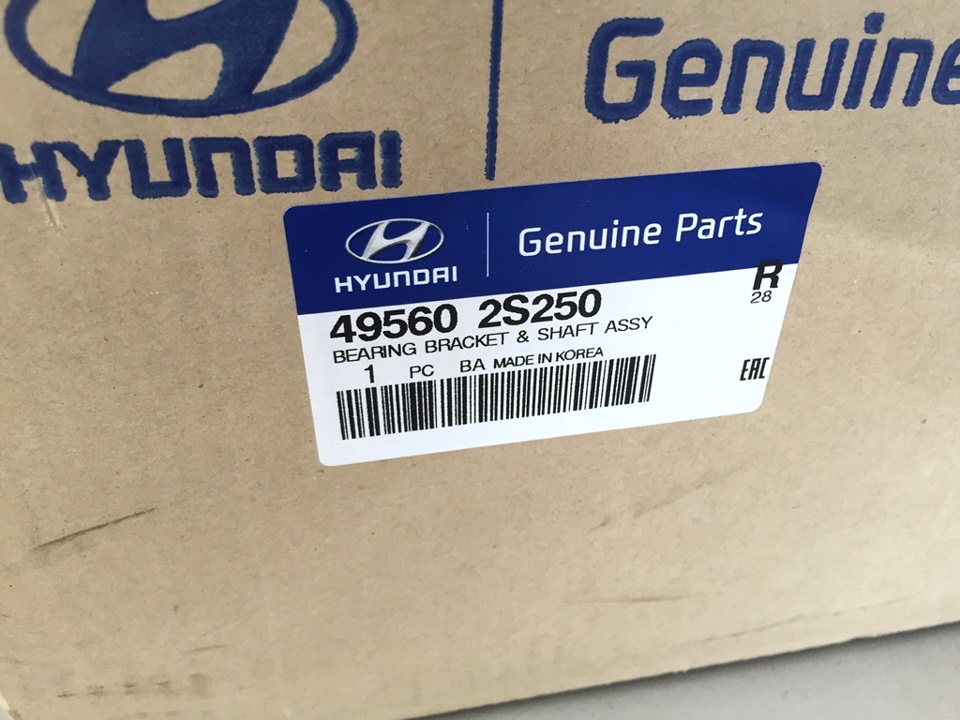 HYUNDAI
Genuine
HYUNDAI
Genuine Parts
R
28
49560 2S250
BEARING BRACKET & SHAFT ASSY
1 PC BA MADE IN KOREA
EAC